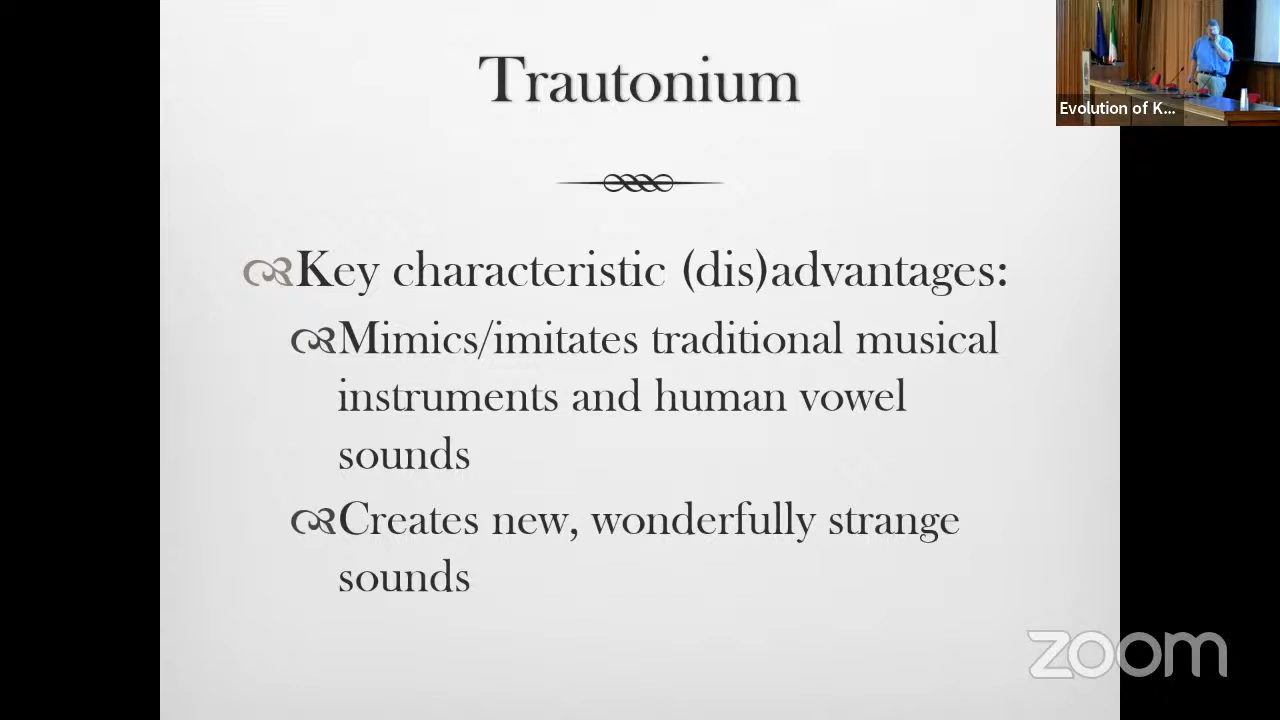 Trautonium
Evolution of K...
Key characteristic (dis)advantages:
Mimics/imitates traditional musical
instruments and human vowel
sounds
Creates new, wonderfully strange
sounds
zoom